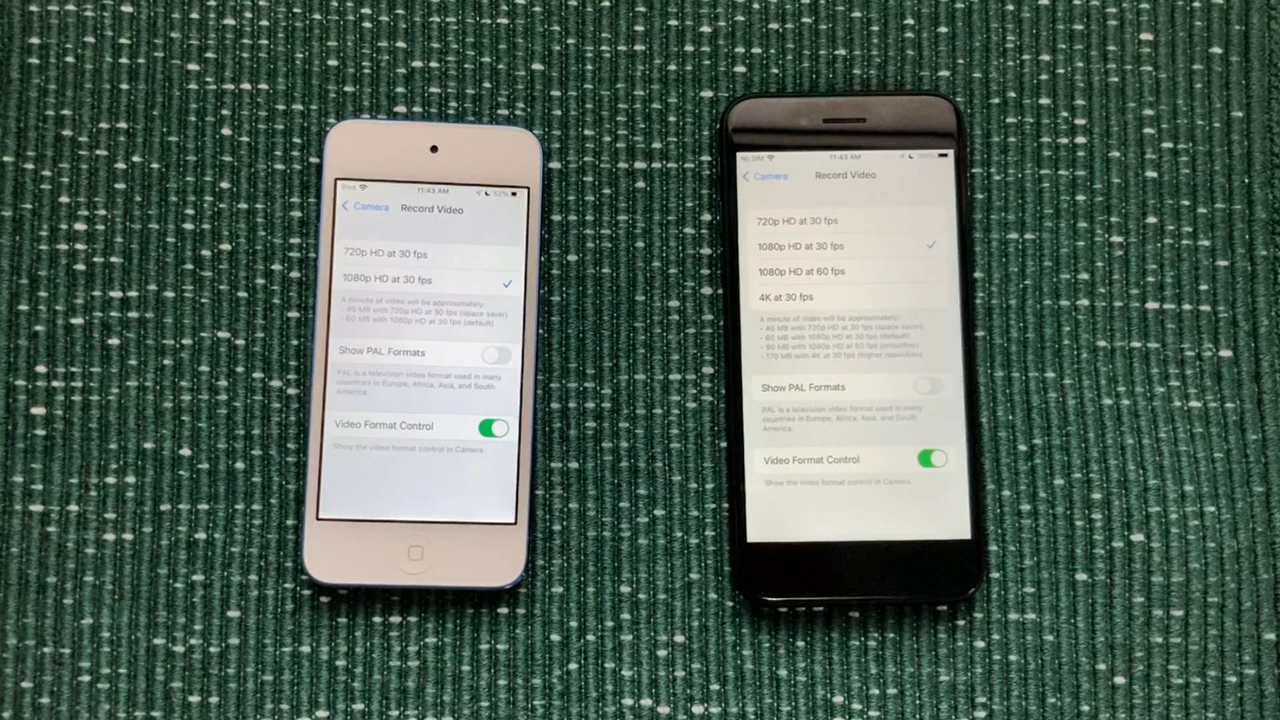 iPod 11:43 AM 52%
Camera Record Video
720p HD at 30 fps
1080p HD at 30 fps
A minute of video will be approximately:
- 40 MB with 720p HD at 30 fps (space saver)
- 60 MB with 1080p HD at 30 fps (default)
Show PAL Formats
PAL is a television video format used in many
countries in Europe, Africa, Asia, and South
America.
Video Format Control
Show the video format control in Camera.
No SIM 11:43 AM 100%
Camera Record Video
720p HD at 30 fps
1080p HD at 30 fps
1080p HD at 60 fps
4K at 30 fps
A minute of video will be approximately:
- 40 MB with 720p HD at 30 fps (space saver)
- 60 MB with 1080p HD at 30 fps (default)
- 90 MB with 1080p HD at 60 fps (smoother)
- 170 MB with 4K at 30 fps (higher resolution)
Show PAL Formats
PAL is a television video format used in many
countries in Europe, Africa, Asia, and South
America.
Video Format Control
Show the video format control in Camera.